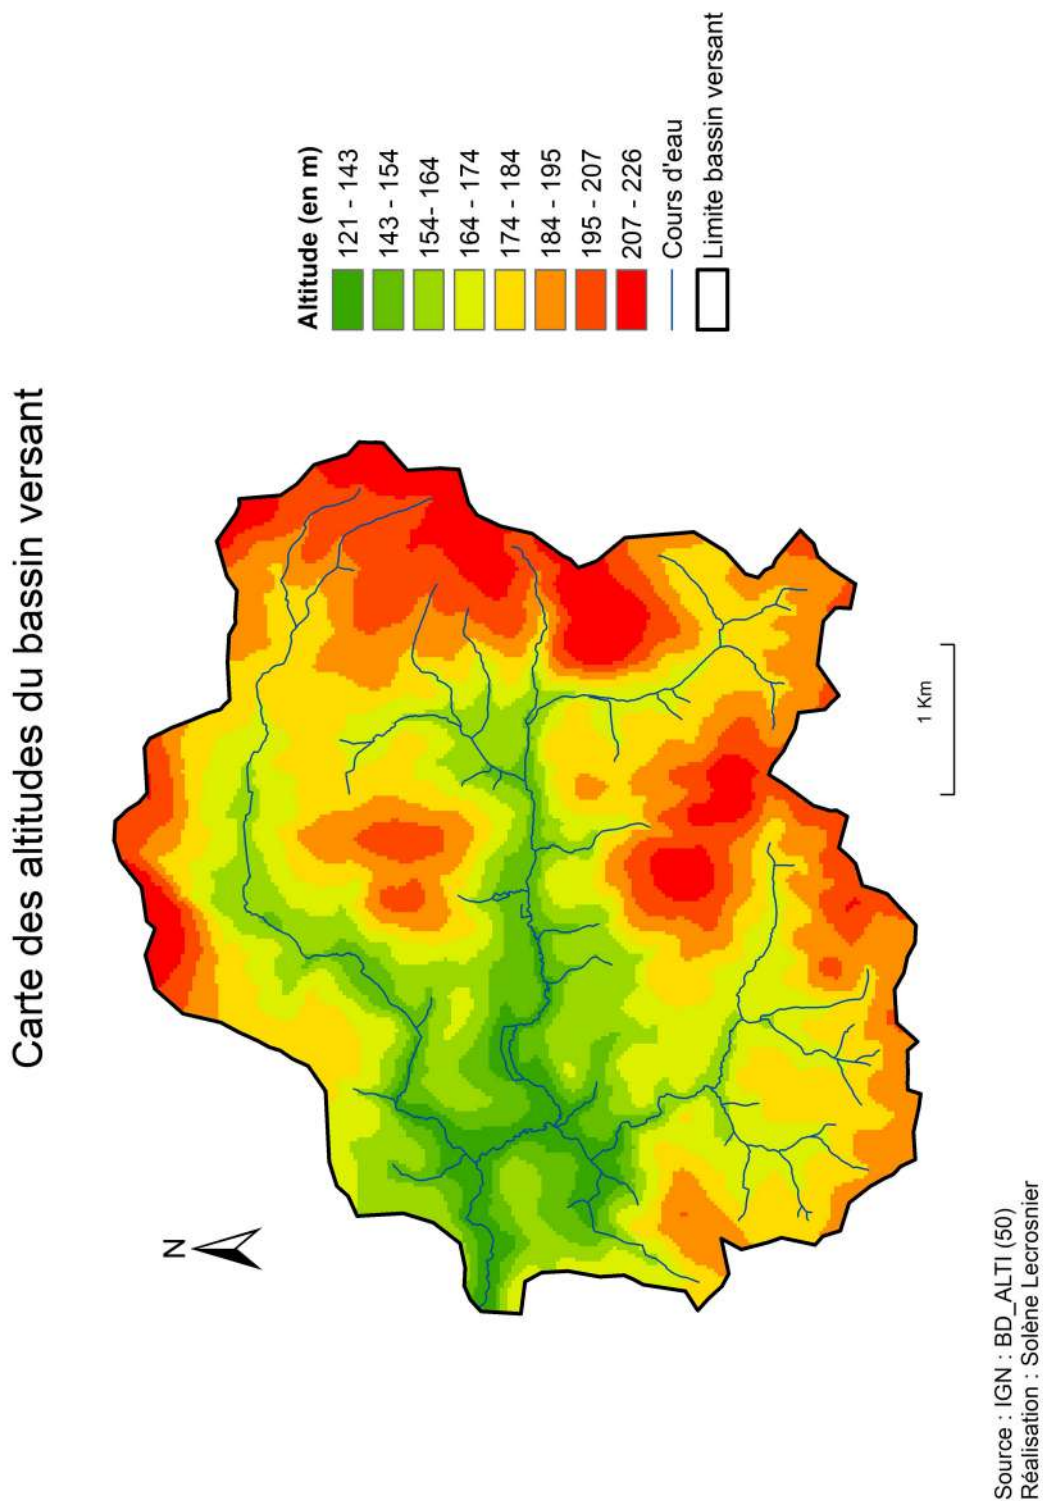 Carte des altitudes du bassin versant
N
Altitude (en m)
121 - 143
143 - 154
154- 164
164 - 174
174 - 184
184 - 195
195 - 207
207 - 226
Cours d'eau
Limite bassin versant
1 Km
Source : IGN : BD_ALTI (50)
Réalisation : Solène Lecrosnier